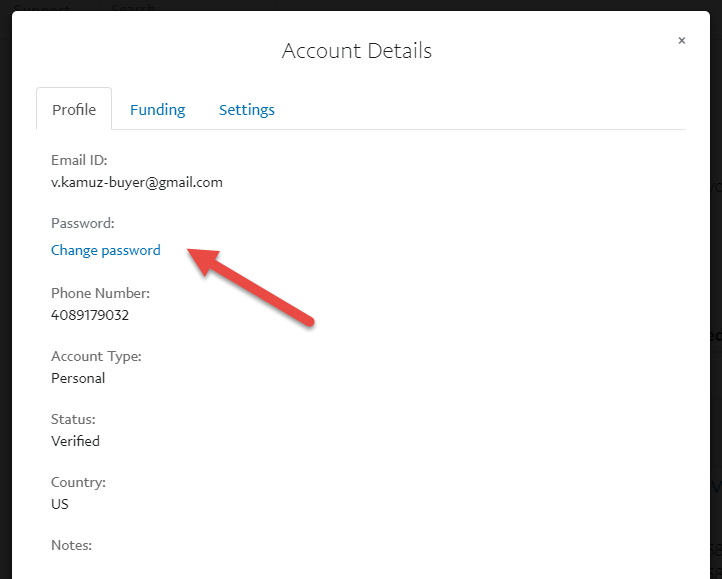 Account Details
×
Profile Funding Settings
Email ID:
v.kamuz-buyer@gmail.com
Password:
Change password
Phone Number:
4089179032
Account Type:
Personal
Status:
Verified
Country:
US
Notes: